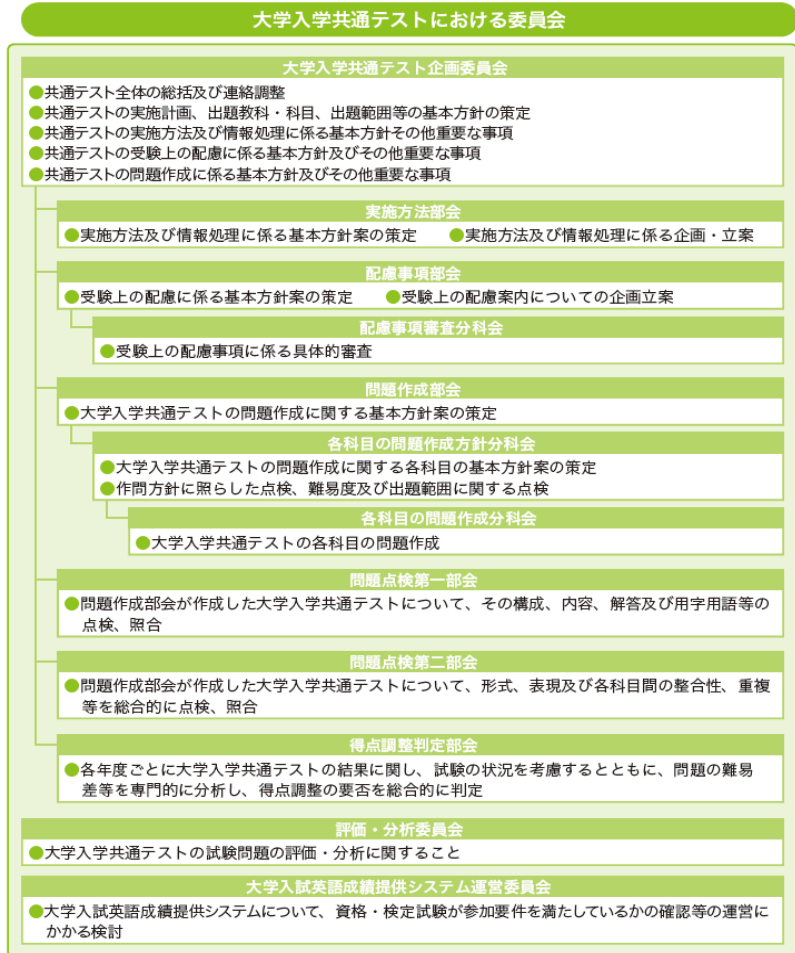 大学入学共通テストにおける委員会
大学入学共通テスト企画委員会
●共通テスト全体の総括及び連絡調整
●共通テストの実施計画、出題教科・科目、出題範囲等の基本方針の策定
●共通テストの実施方法及び情報処理に係る基本方針その他重要な事項
●共通テストの受験上の配慮に係る基本方針及びその他重要な事項
●共通テストの問題作成に係る基本方針及びその他重要な事項
実施方法部会
●実施方法及び情報処理に係る基本方針案の策定 ●実施方法及び情報処理に係る企画・立案
配慮事項部会
●受験上の配慮に係る基本方針案の策定 ●受験上の配慮案内についての企画立案
配慮事項審査分科会
●受験上の配慮事項に係る具体的審査
問題作成部会
●大学入学共通テストの問題作成に関する基本方針案の策定
各科目の問題作成方針分科会
●大学入学共通テストの問題作成に関する各科目の基本方針案の策定
●作問方針に照らした点検、難易度及び出題範囲に関する点検
各科目の問題作成分科会
●大学入学共通テストの各科目の問題作成
問題点検第一部会
●問題作成部会が作成した大学入学共通テストについて、その構成、内容、解答及び用字用語等の
点検、照合
問題点検第二部会
●問題作成部会が作成した大学入学共通テストについて、形式、表現及び各科目間の整合性、重複
等を総合的に点検、照合
得点調整判定部会
●各年度ごとに大学入学共通テストの結果に関し、試験の状況を考慮するとともに、問題の難易
差等を専門的に分析し、得点調整の要否を総合的に判定
評価・分析委員会
●大学入学共通テストの試験問題の評価・分析に関すること
大学入試英語成績提供システム運営委員会
●大学入試英語成績提供システムについて、資格・検定試験が参加要件を満たしているかの確認等の運営に
かかる検討